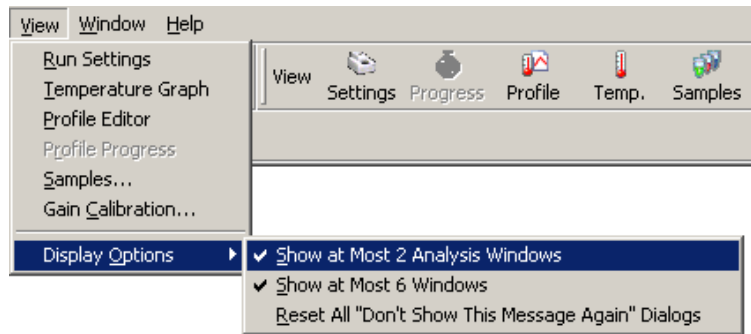 View Window Help
Run Settings
Temperature Graph
Profile Editor
Profile Progress
Samples...
Gain Calibration...
Display Options
View Settings Progress Profile Temp. Samples
Show at Most 2 Analysis Windows
Show at Most 6 Windows
Reset All "Don't Show This Message Again" Dialogs